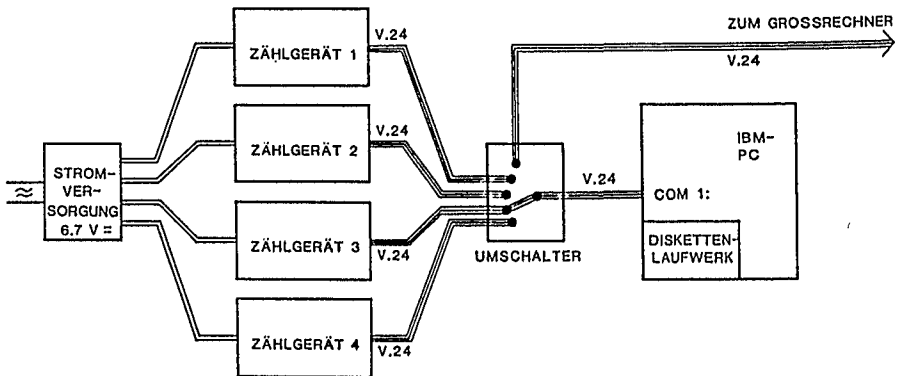 ZUM GROSSRECHNER
V.24
ZÄHLGERÄT 1
V.24
ZÄHLGERÄT 2
V.24
ZÄHLGERÄT 3
V.24
ZÄHLGERÄT 4
V.24
STROM-
VER-
SORGUNG
6.7 V =
≈
UMSCHALTER
V.24
IBM-
PC
COM 1:
DISKETTEN-
LAUFWERK